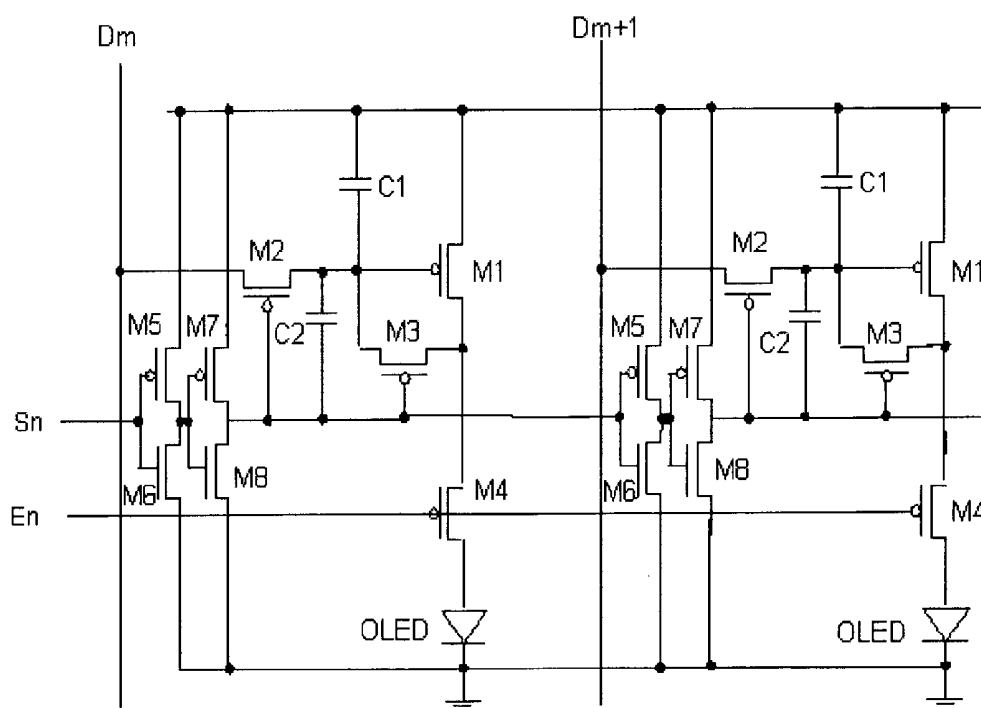 Dm Dm+1
C1 C1
M2 M1 M2 M1
M5 M7 C2 M3 M5 M7 C2 M3
Sn
M6 M8 M4 M6 M8 M4
En
OLED OLED